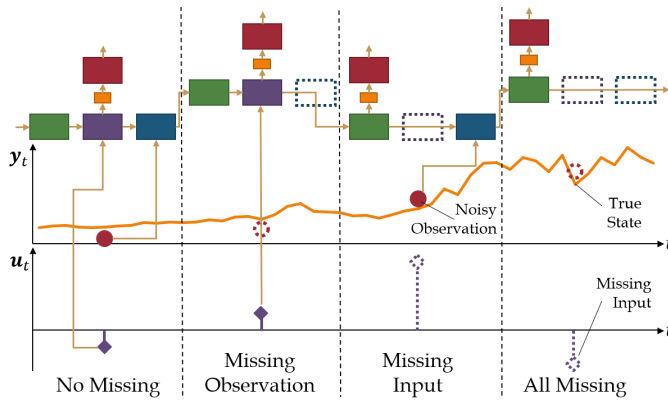 y_t
Noisy
Observation
True
State
t
u_t
Missing
Input
t
No Missing
Missing
Observation
Missing
Input
All Missing